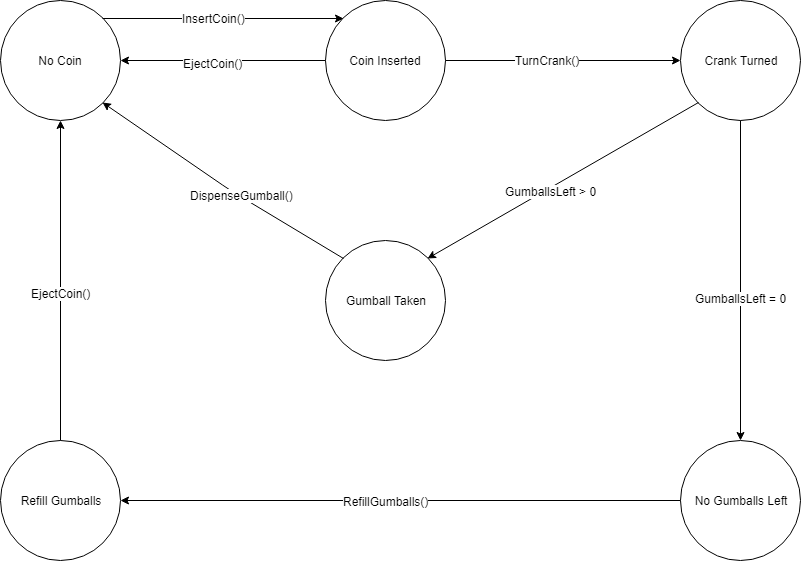 InsertCoin()
No Coin
EjectCoin()
Coin Inserted
TurnCrank()
Crank Turned
DispenseGumball()
GumballsLeft > 0
EjectCoin()
Gumball Taken
GumballsLeft = 0
Refill Gumballs
RefillGumballs()
No Gumballs Left